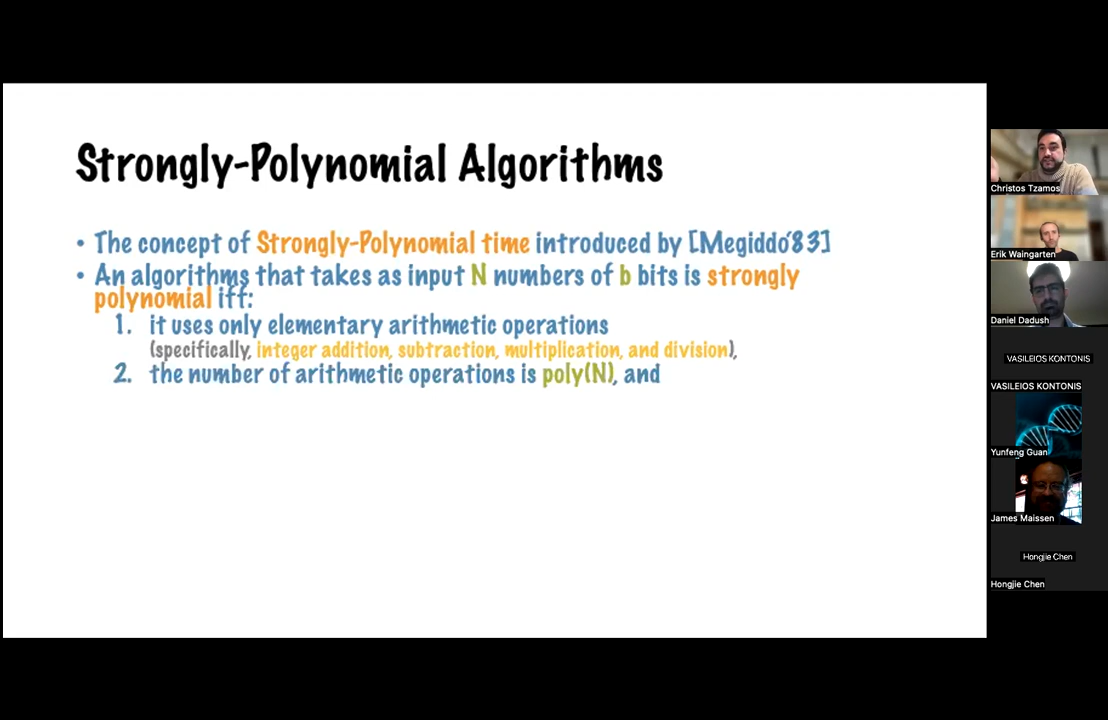 Strongly-Polynomial Algorithms
• The concept of Strongly-Polynomial time introduced by [Megiddo'83]
• An algorithms that takes as input N numbers of b bits is strongly
polynomial iff:
1. it uses only elementary arithmetic operations
(specifically, integer addition, subtraction, multiplication, and division),
2. the number of arithmetic operations is poly(N), and
Christos Tzamos
Erik Waingarten
Daniel Dadush
VASILEIOS KONTONIS
VASILEIOS KONTONIS
Yunfeng Guan
James Maissen
Hongjie Chen
Hongjie Chen